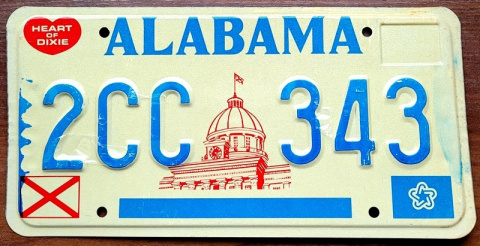 HEART
OF
DIXIE
ALABAMA
2CC 343